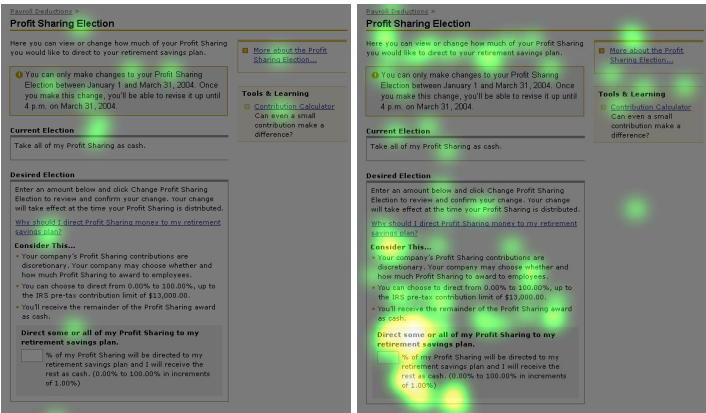 Payroll Deductions >
Profit Sharing Election
Here you can view or change how much of your Profit Sharing
you would like to direct to your retirement savings plan.
You can only make changes to your Profit Sharing
Election between January 1 and March 31, 2004. Once
you make this change, you'll be able to revise it up until
4 p.m. on March 31, 2004.
Current Election
Take all of my Profit Sharing as cash.
Desired Election
Enter an amount below and click Change Profit Sharing
Election to review and confirm your change. Your change
will take effect at the time your Profit Sharing is distributed.
Why should I direct Profit Sharing money to my retirement
savings plan?
Consider This...
• Your company's Profit Sharing contributions are
discretionary. Your company may choose whether and
how much Profit Sharing to award to employees.
• You can choose to direct from 0.00% to 100.00%, up to
the IRS pre-tax contribution limit of $13,000.00.
• You'll receive the remainder of the Profit Sharing award
as cash.
Direct some or all of my Profit Sharing to my
retirement savings plan.
% of my Profit Sharing will be directed to my
retirement savings plan and I will receive the
rest as cash. (0.00% to 100.00% in increments
of 1.00%)
More about the Profit
Sharing Election...
Tools & Learning
Contribution Calculator
Can even a small
contribution make a
difference?
Payroll Deductions >
Profit Sharing Election
Here you can view or change how much of your Profit Sharing
you would like to direct to your retirement savings plan.
You can only make changes to your Profit Sharing
Election between January 1 and March 31, 2004. Once
you make this change, you'll be able to revise it up until
4 p.m. on March 31, 2004.
Current Election
Take all of my Profit Sharing as cash.
Desired Election
Enter an amount below and click Change Profit Sharing
Election to review and confirm your change. Your change
will take effect at the time your Profit Sharing is distributed.
Why should I direct Profit Sharing money to my retirement
savings plan?
Consider This...
• Your company's Profit Sharing contributions are
discretionary. Your company may choose whether and
how much Profit Sharing to award to employees.
• You can choose to direct from 0.00% to 100.00%, up to
the IRS pre-tax contribution limit of $13,000.00.
• You'll receive the remainder of the Profit Sharing award
as cash.
Direct some or all of my Profit Sharing to my
retirement savings plan.
% of my Profit Sharing will be directed to my
retirement savings plan and I will receive the
rest as cash. (0.00% to 100.00% in increments
of 1.00%)
More about the Profit
Sharing Election...
Tools & Learning
Contribution Calculator
Can even a small
contribution make a
difference?